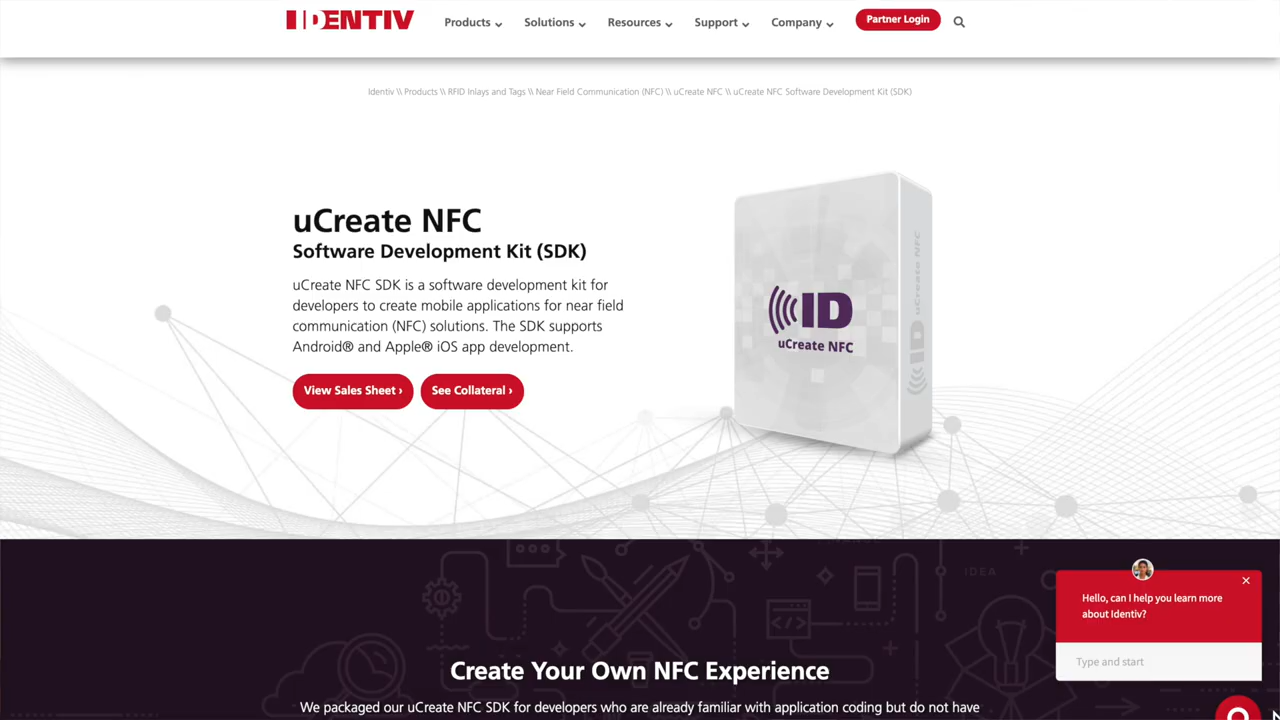 IDENTIV
Products
Solutions
Resources
Support
Company
Partner Login
Identiv \\ Products \\ RFID Inlays and Tags \\ Near Field Communication (NFC) \\ uCreate NFC \\ uCreate NFC Software Development Kit (SDK)
uCreate NFC
Software Development Kit (SDK)
uCreate NFC SDK is a software development kit for
developers to create mobile applications for near field
communication (NFC) solutions. The SDK supports
Android® and Apple® iOS app development.
View Sales Sheet ›
See Collateral ›
ID
uCreate NFC
ID uCreate NFC
IDEA
</>
Hello, can I help you learn more
about Identiv?
Type and start
Create Your Own NFC Experience
We packaged our uCreate NFC SDK for developers who are already familiar with application coding but do not have